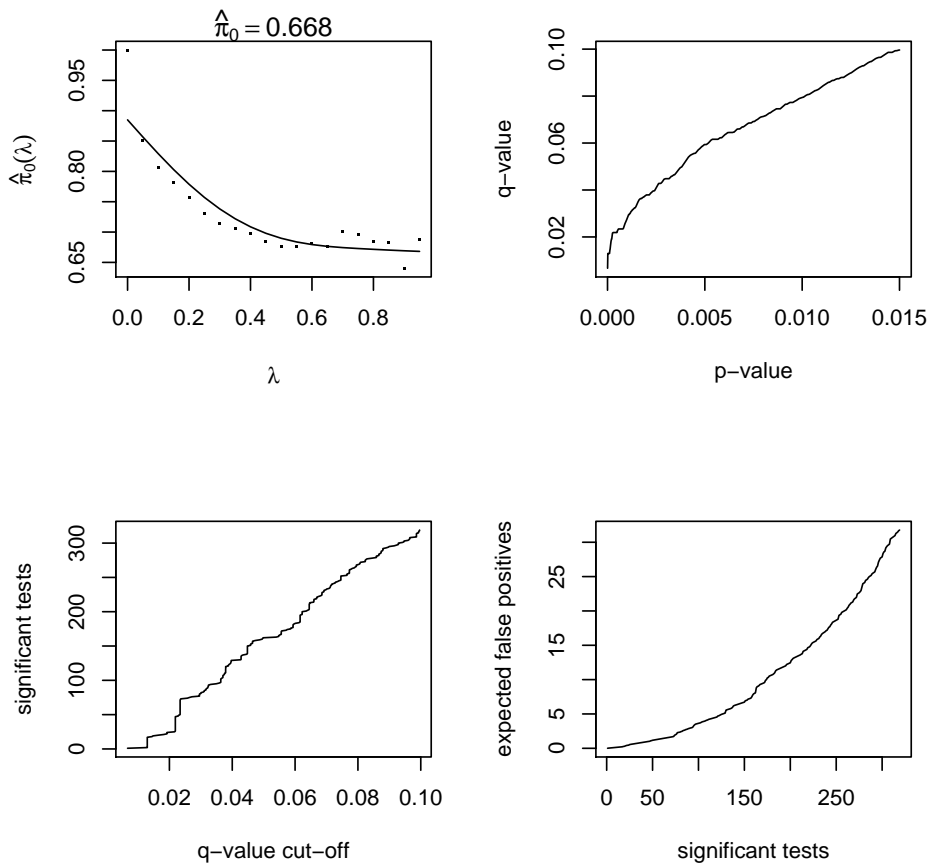 π̂₀ = 0.668
π̂₀(λ)
0.65 0.80 0.95
0.0 0.2 0.4 0.6 0.8
λ
q−value
0.02 0.06 0.10
0.000 0.005 0.010 0.015
p−value
significant tests
0 100 200 300
0.02 0.04 0.06 0.08 0.10
q−value cut−off
expected false positives
0 5 15 25
0 50 150 250
significant tests